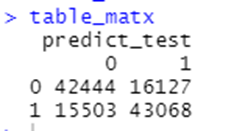 > table_matx
predict_test
0 1
0 42444 16127
1 15503 43068